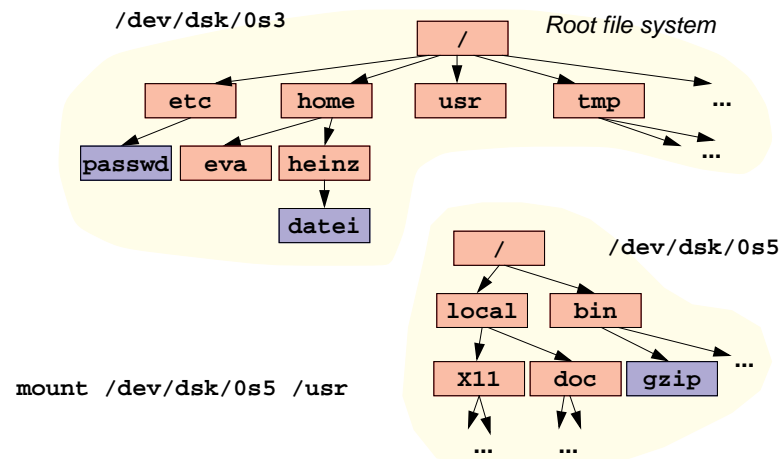 /dev/dsk/0s3
Root file system
/
etc home usr tmp ...
passwd eva heinz ...
datei
/ /dev/dsk/0s5
local bin
X11 doc gzip ...
mount /dev/dsk/0s5 /usr
... ...